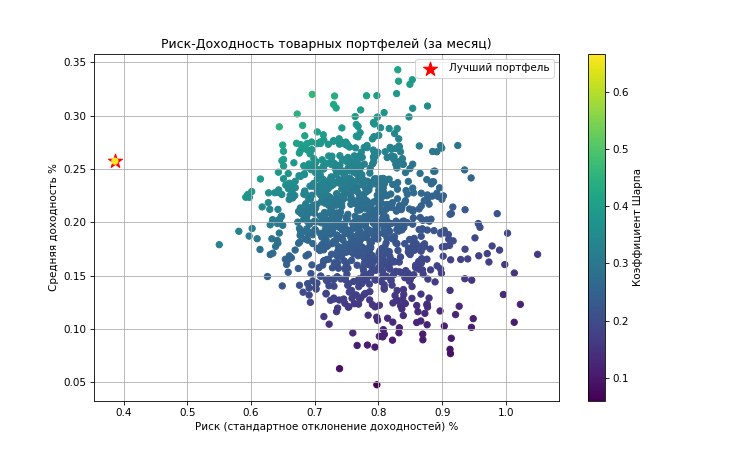 Риск-Доходность товарных портфелей (за месяц)
Лучший портфель
Средняя доходность %
0.35
0.30
0.25
0.20
0.15
0.10
0.05
0.4 0.5 0.6 0.7 0.8 0.9 1.0
Риск (стандартное отклонение доходностей) %
0.6
0.5
0.4
0.3
0.2
0.1
Коэффициент Шарпа